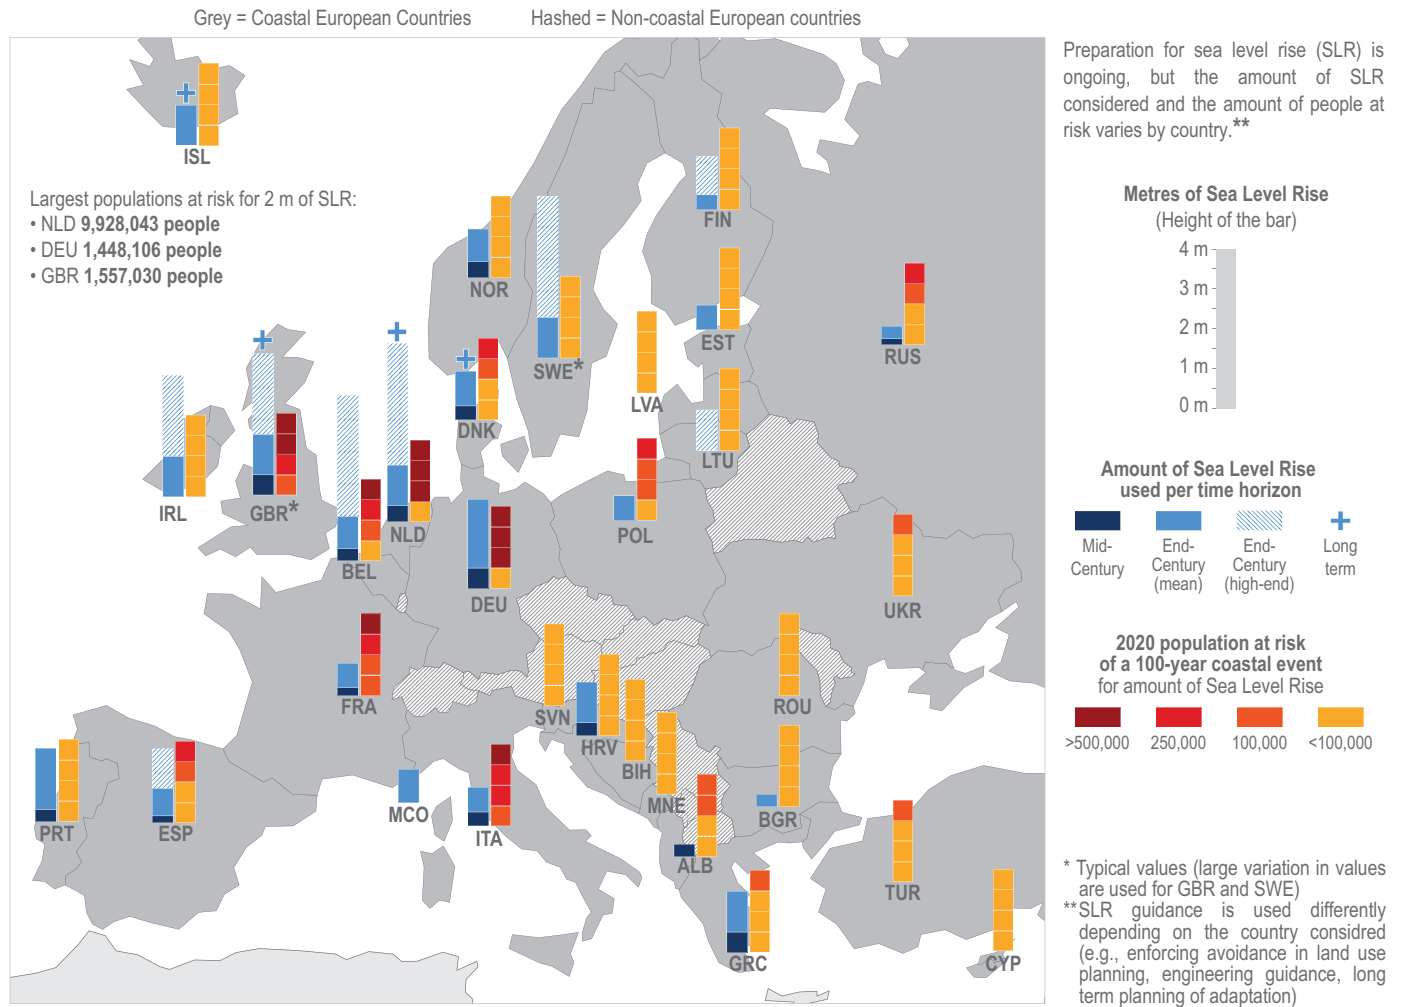 Grey = Coastal European Countries
Hashed = Non-coastal European countries
Preparation for sea level rise (SLR) is
ongoing, but the amount of SLR
considered and the amount of people at
risk varies by country.**
ISL
Largest populations at risk for 2 m of SLR:
• NLD 9,928,043 people
• DEU 1,448,106 people
• GBR 1,557,030 people
FIN
NOR
EST
RUS
SWE*
LVA
DNK
LTU
IRL
GBR*
NLD
POL
BEL
DEU
UKR
FRA
SVN
ROU
HRV
BIH
MNE
MCO
BGR
PRT
ESP
ITA
ALB
TUR
GRC
CYP
Metres of Sea Level Rise
(Height of the bar)
4 m
3 m
2 m
1 m
0 m
Amount of Sea Level Rise
used per time horizon
Mid-
Century
End-
Century
(mean)
End-
Century
(high-end)
Long
term
2020 population at risk
of a 100-year coastal event
for amount of Sea Level Rise
>500,000
250,000
100,000
<100,000
* Typical values (large variation in values
are used for GBR and SWE)
**SLR guidance is used differently
depending on the country considred
(e.g., enforcing avoidance in land use
planning, engineering guidance, long
term planning of adaptation)